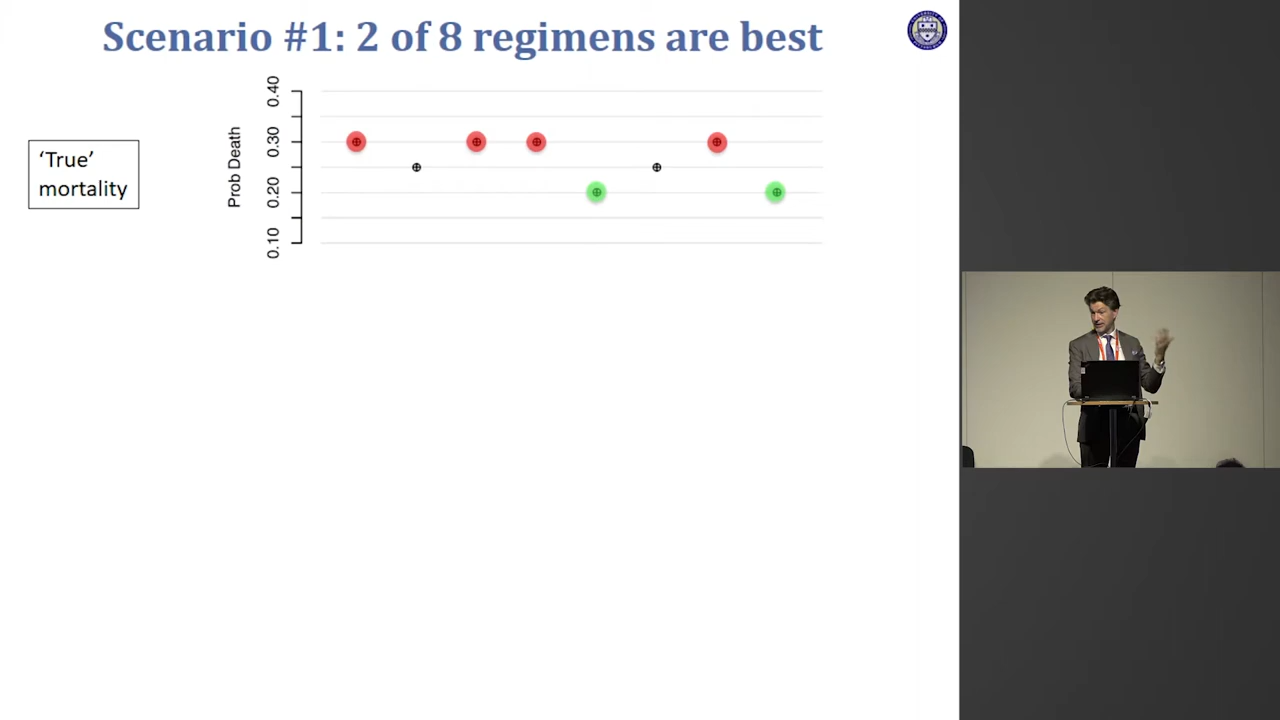 Scenario #1: 2 of 8 regimens are best
'True'
mortality
Prob Death
0.40
0.30
0.20
0.10